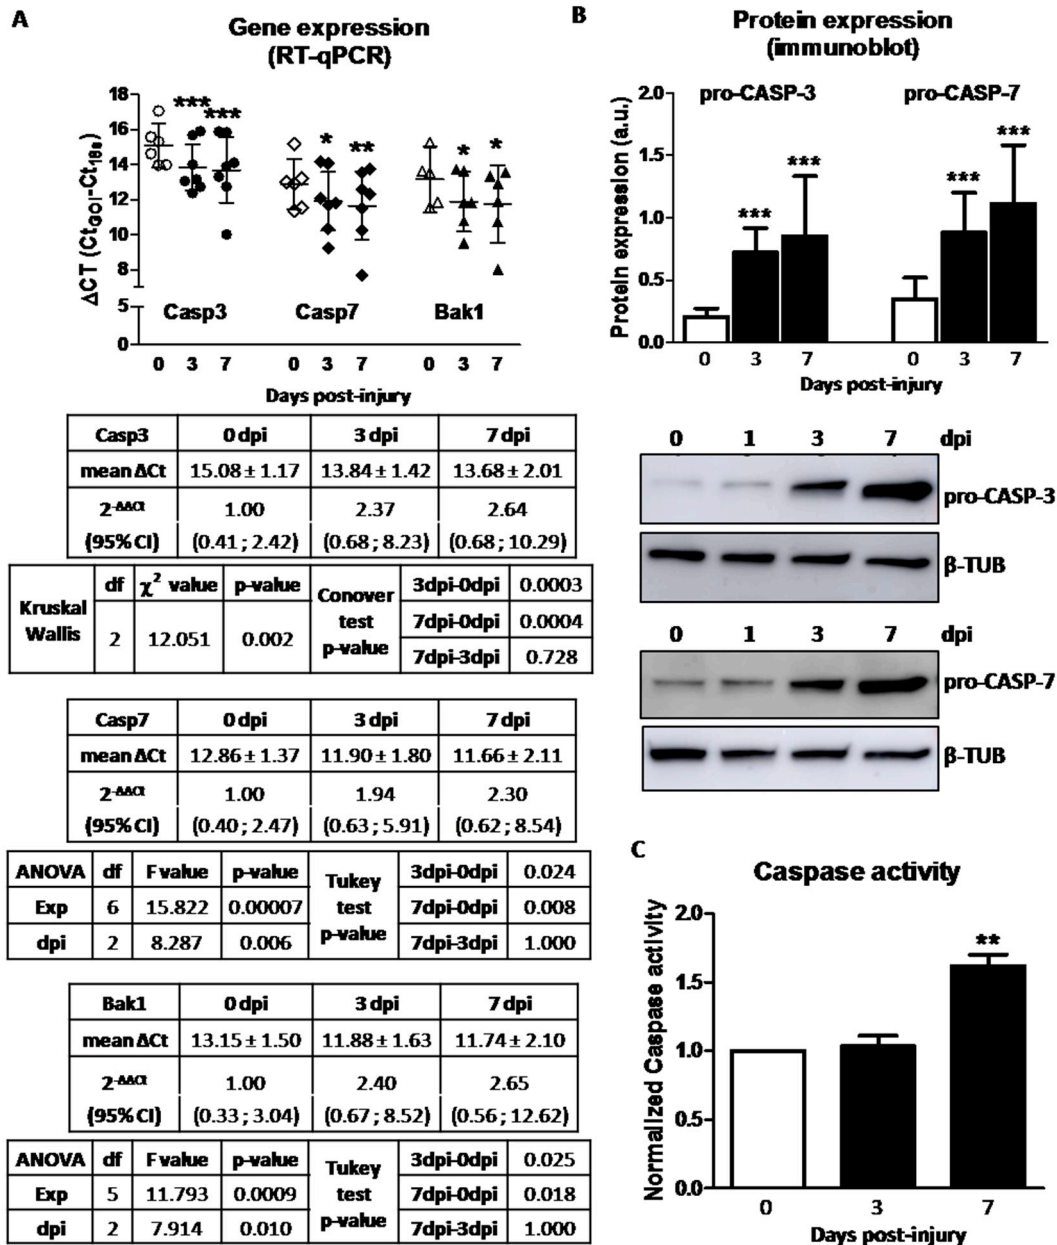 A
Gene expression
(RT-qPCR)
ΔCT (CtGOI-Ct18s)
18
16
14
12
10
8
5
0
*** ***
* **
* *
Casp3 Casp7 Bak1
0 3 7 0 3 7 0 3 7
Days post-injury
Casp3 0 dpi 3 dpi 7 dpi
mean ΔCt 15.08 ± 1.17 13.84 ± 1.42 13.68 ± 2.01
2-ΔΔCt 1.00 2.37 2.64
(95% CI) (0.41 ; 2.42) (0.68 ; 8.23) (0.68 ; 10.29)
Kruskal Wallis df χ2 value p-value Conover test p-value 3dpi-0dpi 0.0003
2 12.051 0.002 7dpi-0dpi 0.0004
7dpi-3dpi 0.728
Casp7 0 dpi 3 dpi 7 dpi
mean ΔCt 12.86 ± 1.37 11.90 ± 1.80 11.66 ± 2.11
2-ΔΔCt 1.00 1.94 2.30
(95% CI) (0.40 ; 2.47) (0.63 ; 5.91) (0.62 ; 8.54)
ANOVA df F value p-value Tukey test p-value 3dpi-0dpi 0.024
Exp 6 15.822 0.00007 7dpi-0dpi 0.008
dpi 2 8.287 0.006 7dpi-3dpi 1.000
Bak1 0 dpi 3 dpi 7 dpi
mean ΔCt 13.15 ± 1.50 11.88 ± 1.63 11.74 ± 2.10
2-ΔΔCt 1.00 2.40 2.65
(95% CI) (0.33 ; 3.04) (0.67 ; 8.52) (0.56 ; 12.62)
ANOVA df F value p-value Tukey test p-value 3dpi-0dpi 0.025
Exp 5 11.793 0.0009 7dpi-0dpi 0.018
dpi 2 7.914 0.010 7dpi-3dpi 1.000
B
Protein expression
(immunoblot)
Protein expression (a.u.)
2.0
1.5
1.0
0.5
0.0
pro-CASP-3 pro-CASP-7
*** *** *** ***
0 3 7 0 3 7
Days post-injury
0 1 3 7 dpi
pro-CASP-3
β-TUB
0 1 3 7 dpi
pro-CASP-7
β-TUB
C
Caspase activity
Normalized Caspase activity
2.0
1.5
1.0
0.5
0.0
**
0 3 7
Days post-injury